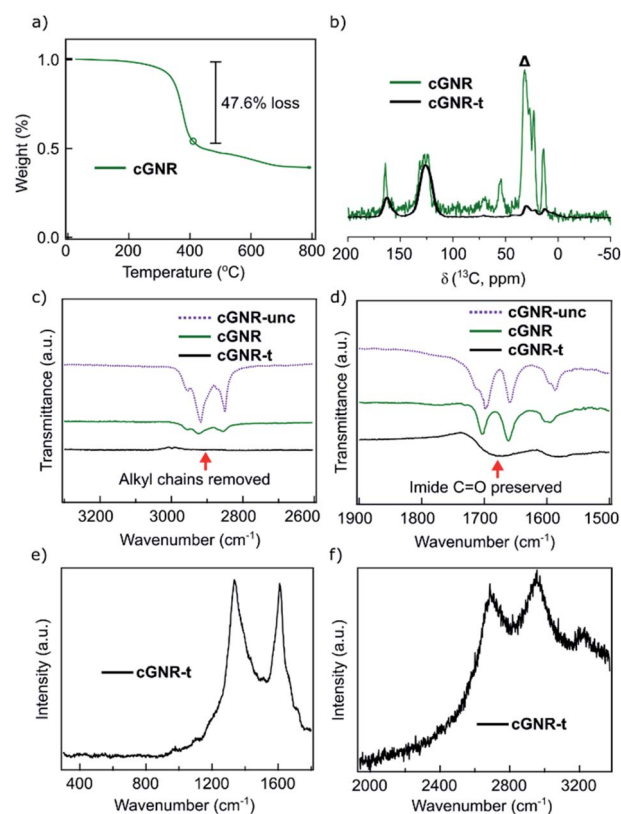 a)
1.0
0.5
0.0
Weight (%)
47.6% loss
cGNR
0
200
400
600
800
Temperature (°C)
b)
Δ
cGNR
cGNR-t
200
150
100
50
0
-50
δ (¹³C, ppm)
c)
cGNR-unc
cGNR
cGNR-t
Transmittance (a.u.)
Alkyl chains removed
3200
3000
2800
2600
Wavenumber (cm⁻¹)
d)
cGNR-unc
cGNR
cGNR-t
Transmittance (a.u.)
Imide C=O preserved
1900
1800
1700
1600
1500
Wavenumber (cm⁻¹)
e)
Intensity (a.u.)
cGNR-t
400
800
1200
1600
Wavenumber (cm⁻¹)
f)
Intensity (a.u.)
cGNR-t
2000
2400
2800
3200
Wavenumber (cm⁻¹)